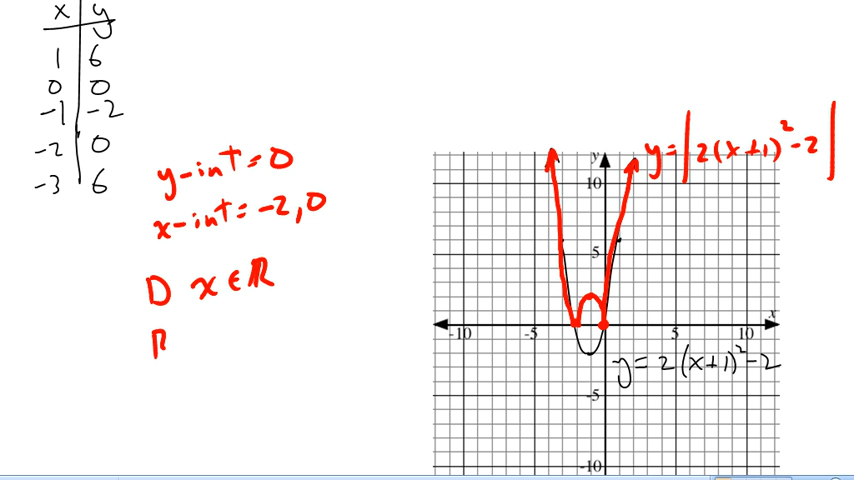 x y
1 6
0 0
-1 -2
-2 0
-3 6
y-int = 0
x-int = -2, 0
D x ∈ ℝ
R
y = |2(x+1)² - 2|
y
10
5
x
-10 -5 5 10
y = 2(x+1)² - 2
-5
-10